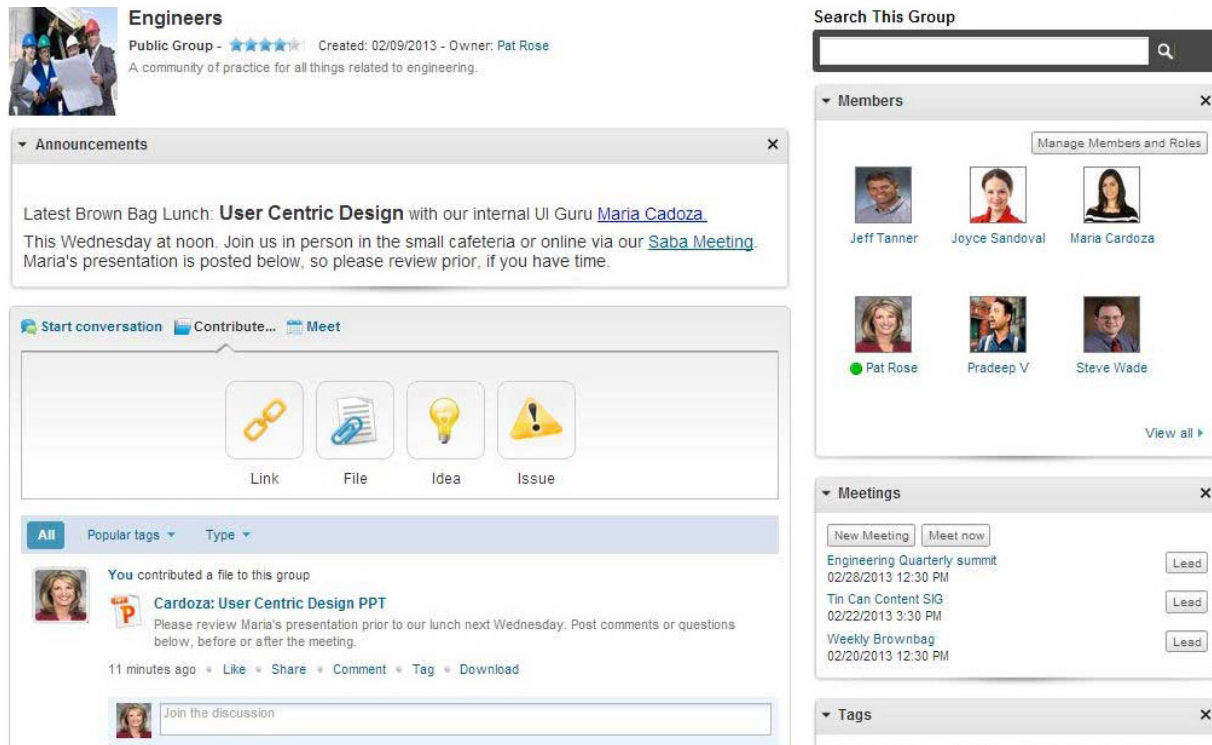 Engineers
Public Group - Created: 02/09/2013 - Owner: Pat Rose
A community of practice for all things related to engineering.
Announcements
Latest Brown Bag Lunch: User Centric Design with our internal UI Guru Maria Cadoza.
This Wednesday at noon. Join us in person in the small cafeteria or online via our Saba Meeting.
Maria's presentation is posted below, so please review prior, if you have time.
Start conversation Contribute... Meet
Link File Idea Issue
All Popular tags Type
You contributed a file to this group
Cardoza: User Centric Design PPT
Please review Maria's presentation prior to our lunch next Wednesday. Post comments or questions
below, before or after the meeting.
11 minutes ago Like Share Comment Tag Download
Join the discussion
Search This Group
Members
Manage Members and Roles
Jeff Tanner Joyce Sandoval Maria Cardoza
Pat Rose Pradeep V Steve Wade
View all
Meetings
New Meeting Meet now
Engineering Quarterly summit
02/28/2013 12:30 PM
Lead
Tin Can Content SIG
02/22/2013 3:30 PM
Lead
Weekly Brownbag
02/20/2013 12:30 PM
Lead
Tags